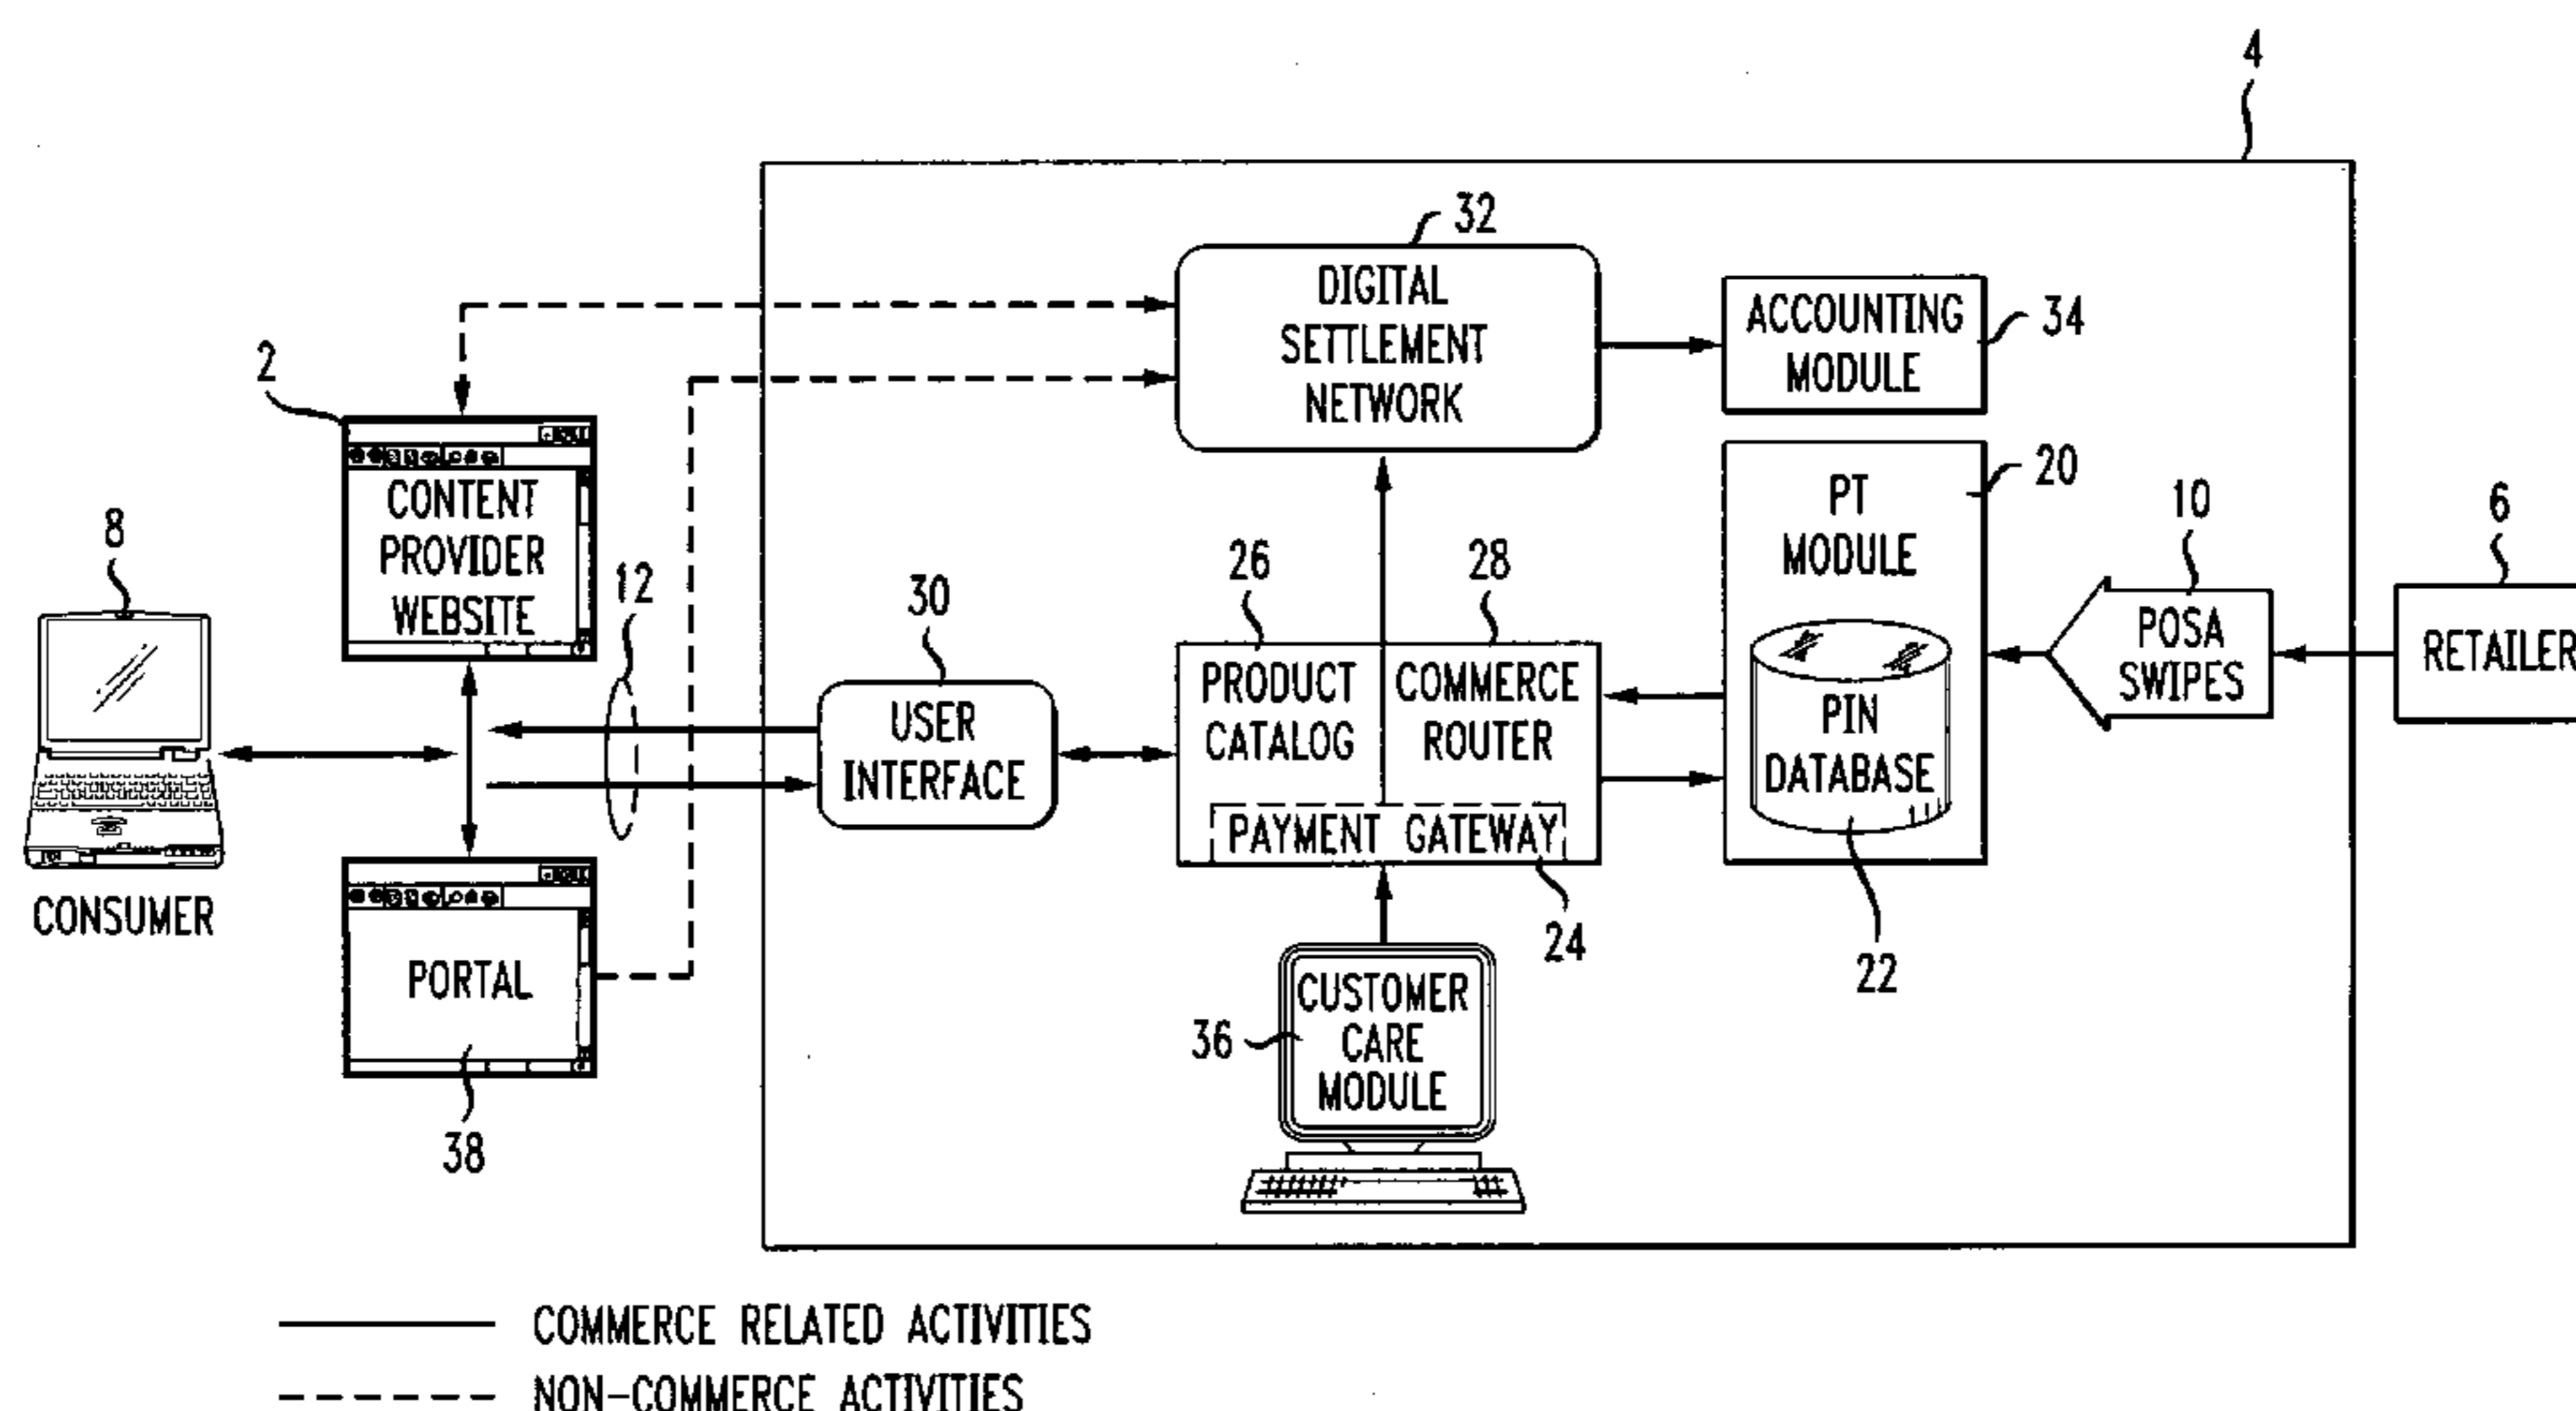 4
32
DIGITAL
SETTLEMENT
NETWORK
ACCOUNTING
MODULE
34
2
CONTENT
PROVIDER
WEBSITE
8
CONSUMER
12
30
USER
INTERFACE
26
PRODUCT
CATALOG
28
COMMERCE
ROUTER
PAYMENT GATEWAY
24
PT
MODULE
20
PIN
DATABASE
22
10
POSA
SWIPES
6
RETAILER
PORTAL
38
36
CUSTOMER
CARE
MODULE
COMMERCE RELATED ACTIVITIES
NON-COMMERCE ACTIVITIES